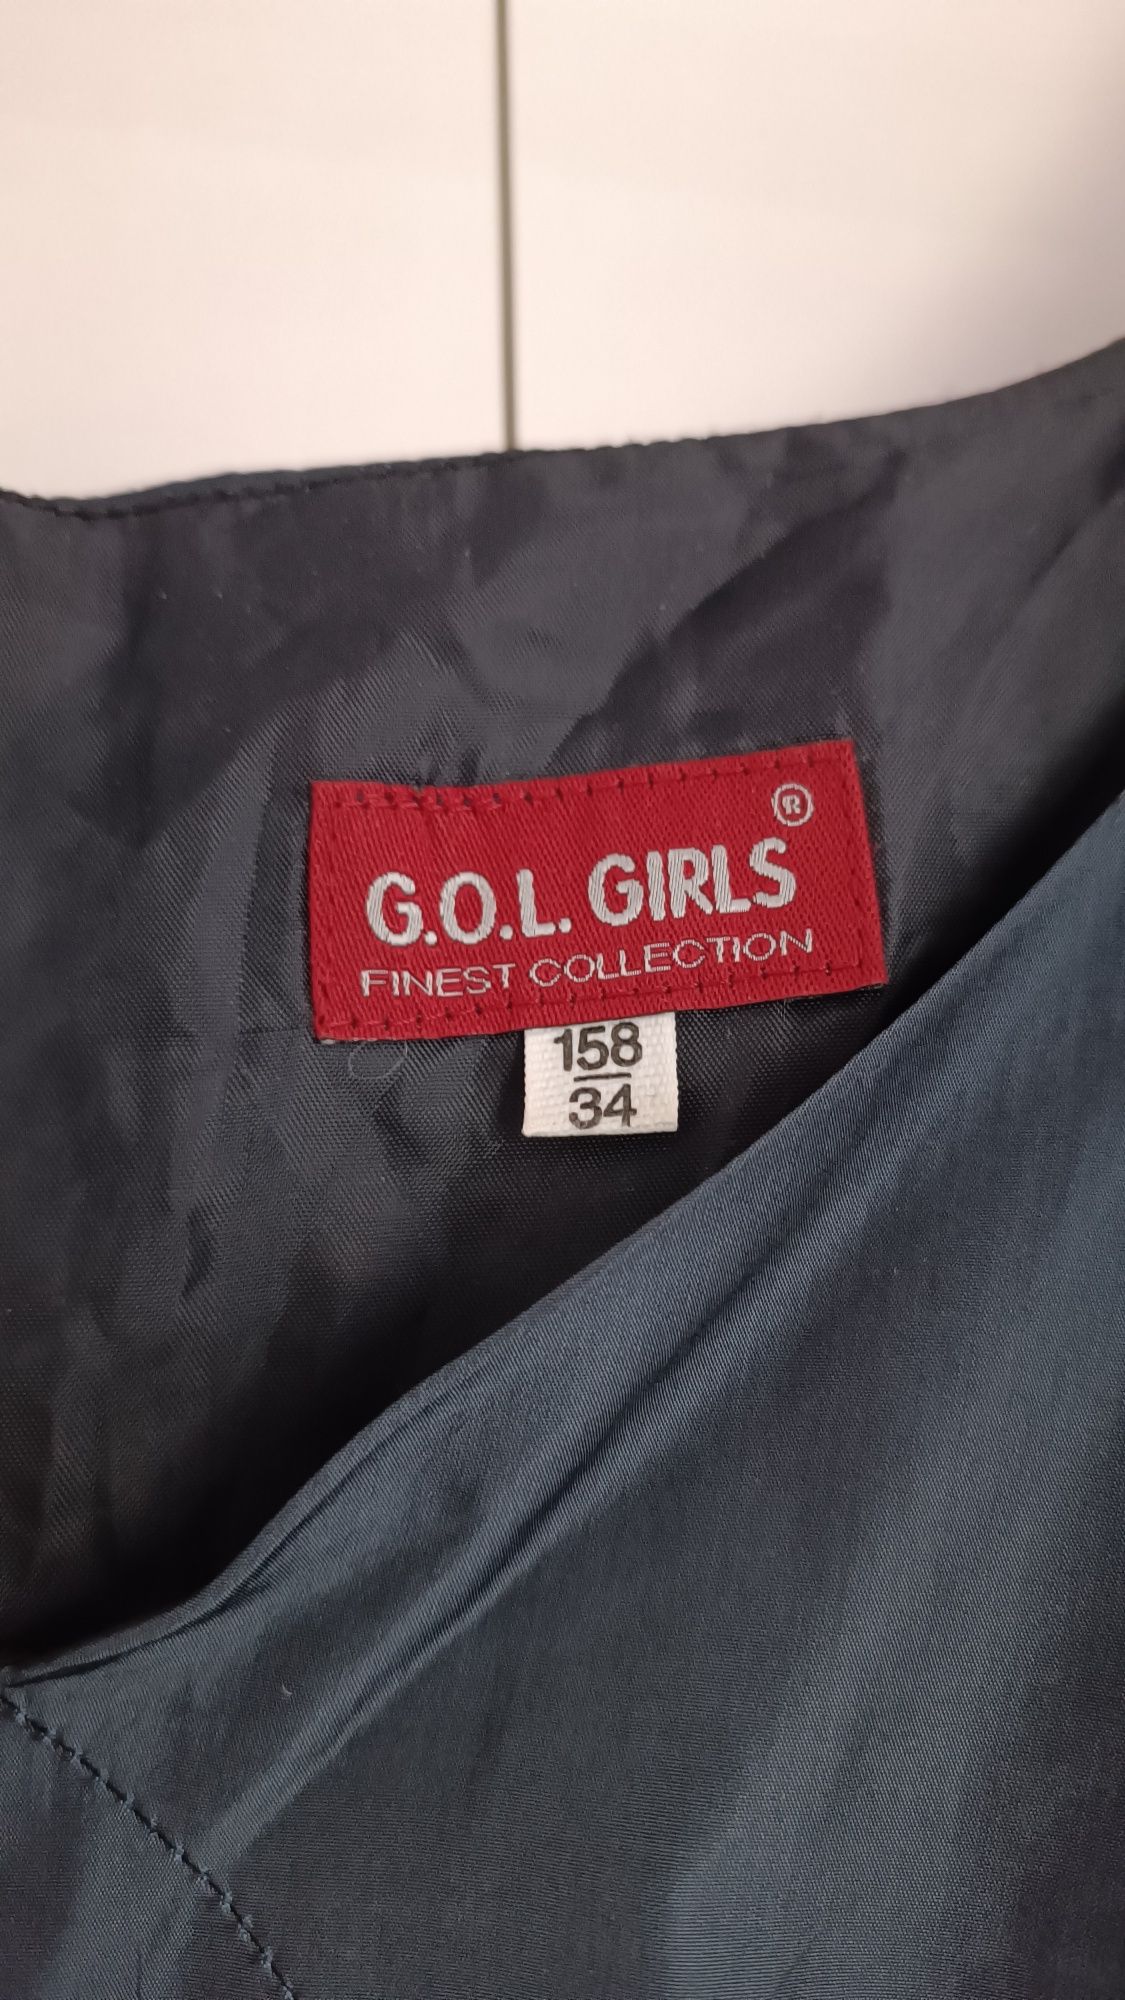 ®
G.O.L. GIRLS
FINEST COLLECTION
158
34